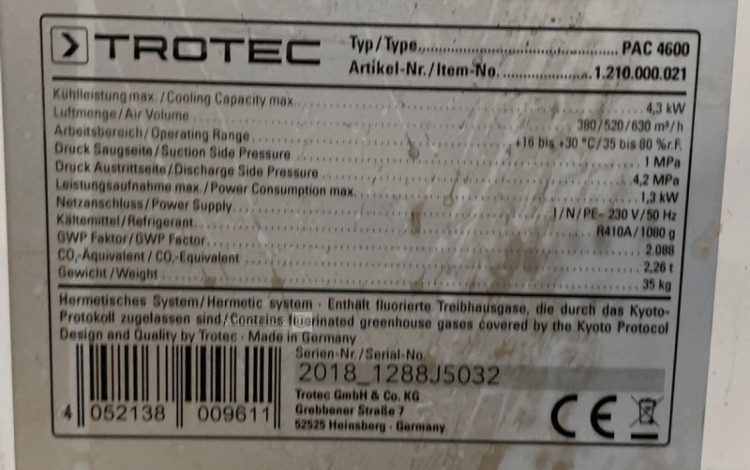 TROTEC
Typ/Type PAC 4600
Artikel-Nr./Item-No. 1.210.000.021
Kühlleistung max./Cooling Capacity max. 4,3 kW
Luftmenge/Air Volume 380/520/630 m³/h
Arbeitsbereich/Operating Range +16 bis +30 °C/35 bis 80 %r.F.
Druck Saugseite/Suction Side Pressure 1 MPa
Druck Austrittseite/Discharge Side Pressure 4,2 MPa
Leistungsaufnahme max./Power Consumption max. 1,3 kW
Netzanschluss/Power Supply 1/N/PE~ 230 V/50 Hz
Kältemittel/Refrigerant R410A/1080 g
GWP Faktor/GWP Factor 2.088
CO₂-Äquivalent/CO₂-Equivalent 2,26 t
Gewicht/Weight 35 kg
Hermetisches System/Hermetic system · Enthält fluorierte Treibhausgase, die durch das Kyoto-
Protokoll zugelassen sind/Contains fluorinated greenhouse gases covered by the Kyoto Protocol
Design and Quality by Trotec · Made in Germany
Serien-Nr./Serial-No.
2018_1288J5032
Trotec GmbH & Co. KG
Grebbener Straße 7
52525 Heinsberg · Germany
4 052138 009611
CE